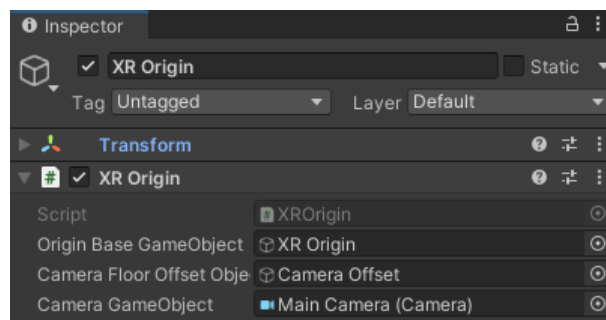 Inspector
XR Origin Static
Tag Untagged Layer Default
Transform
# XR Origin
Script XROrigin
Origin Base GameObject XR Origin
Camera Floor Offset Obje Camera Offset
Camera GameObject Main Camera (Camera)